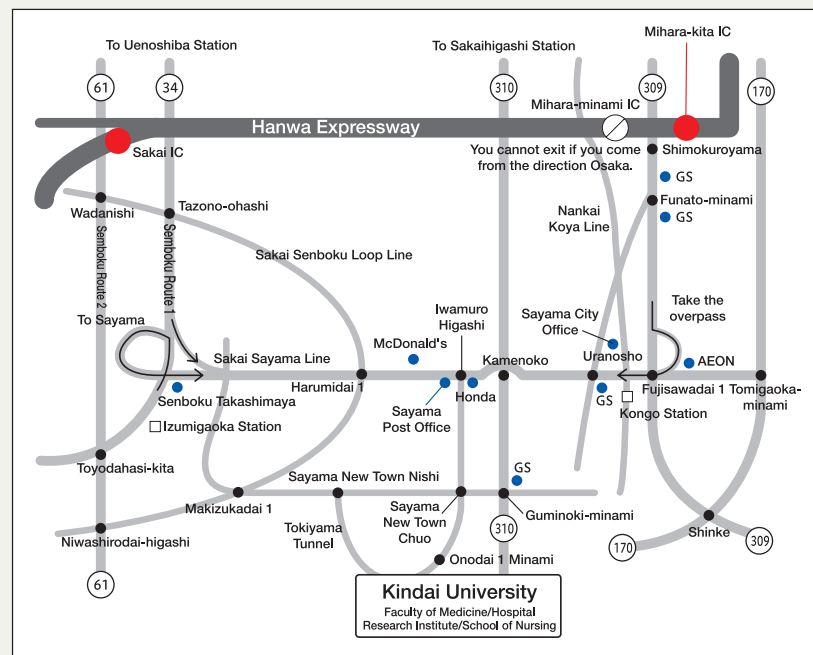 To Uenoshiba Station
To Sakaihigashi Station
Mihara-kita IC
61
34
310
309
170
Mihara-minami IC
Hanwa Expressway
Sakai IC
You cannot exit if you come
from the direction Osaka.
Shimokuroyama
GS
Wadanishi
Tazono-ohashi
Funato-minami
GS
Nankai
Koya Line
Semboku Route 2
Semboku Route 1
Sakai Senboku Loop Line
To Sayama
Iwamuro
Higashi
Sayama City
Office
Take the
overpass
McDonald's
Sakai Sayama Line
Kamenoko
Uranosho
AEON
Harumidai 1
Honda
Fujisawadai 1
Tomigaoka-
minami
Senboku Takashimaya
Sayama
Post Office
GS
Kongo Station
Izumigaoka Station
Toyodahasi-kita
Sayama New Town Nishi
GS
Makizukadai 1
Sayama
New Town
Chuo
Guminoki-minami
Niwashirodai-higashi
Tokiyama
Tunnel
310
Shinke
170
309
Onodai 1 Minami
61
Kindai University
Faculty of Medicine/Hospital
Research Institute/School of Nursing